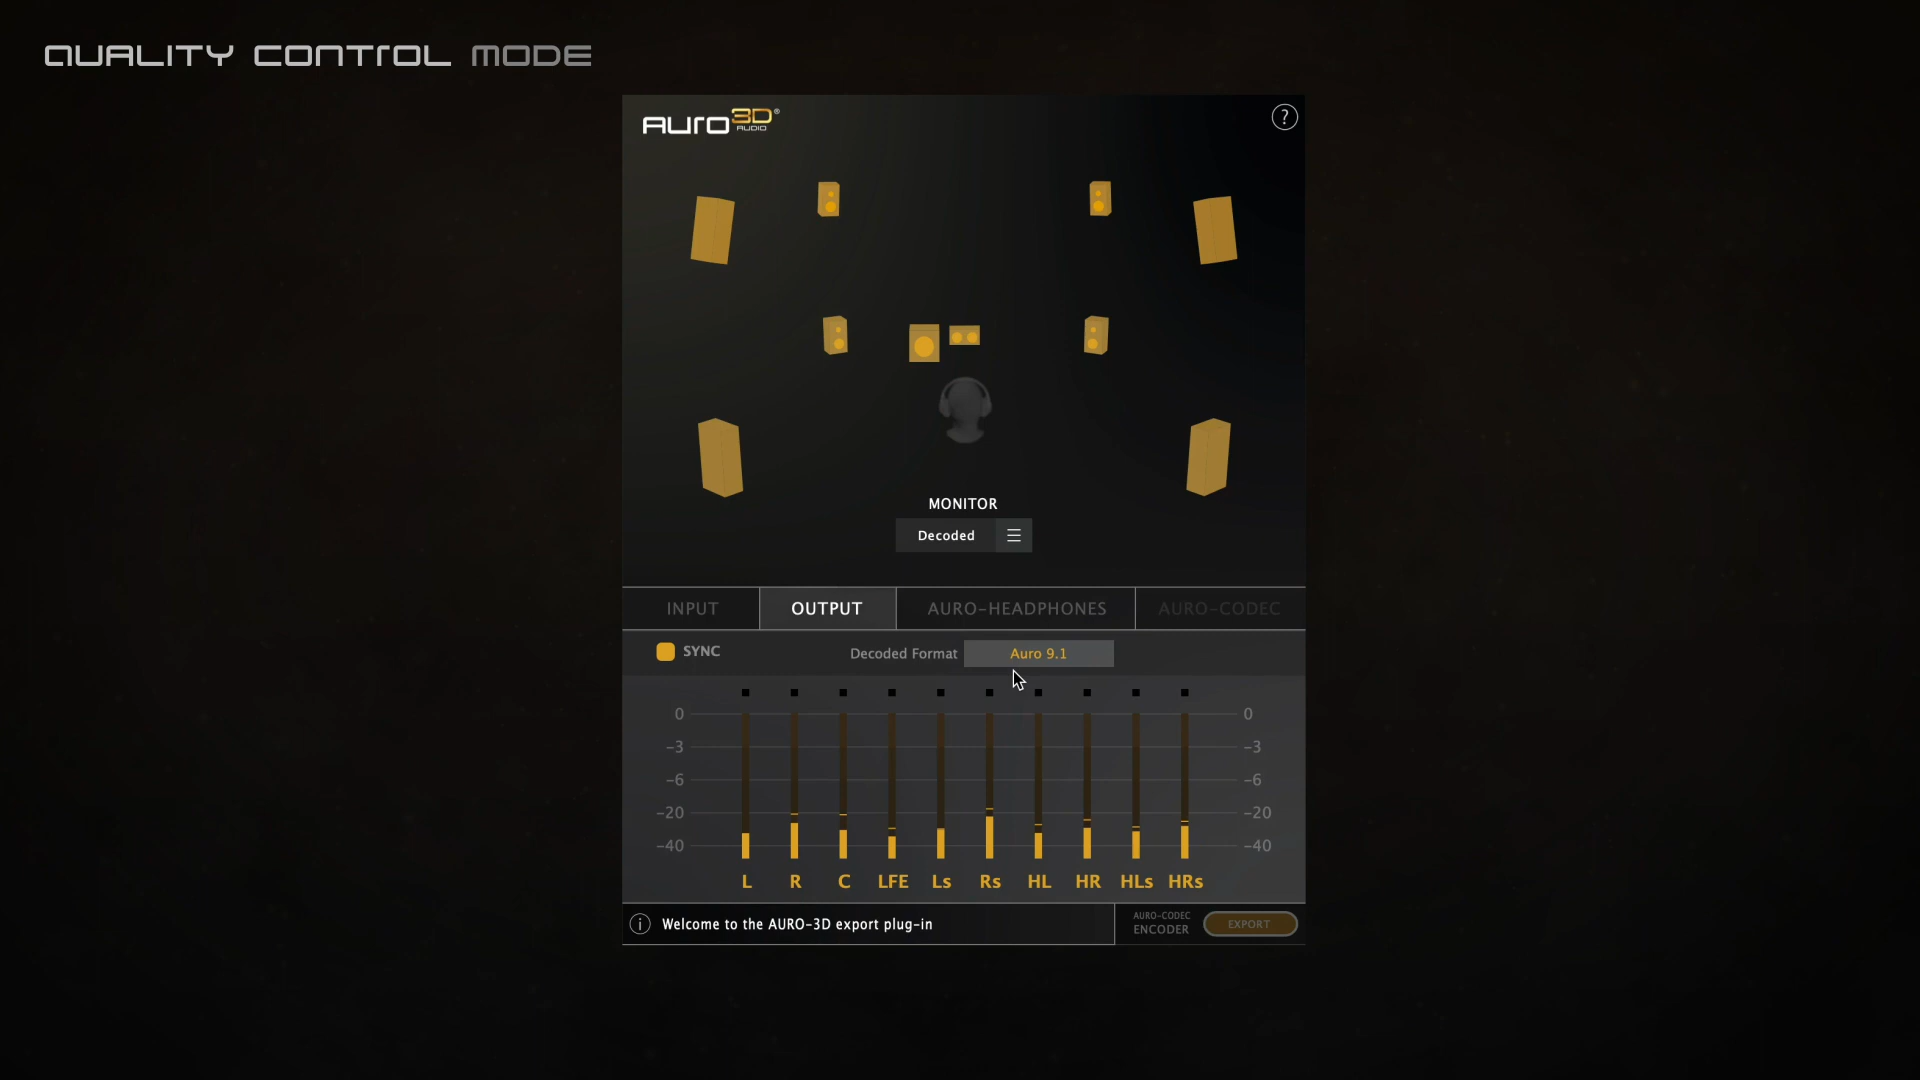 QUALITY CONTROL MODE
AURO 3D®
AUDIO
?
MONITOR
Decoded
INPUT OUTPUT AURO-HEADPHONES AURO-CODEC
SYNC Decoded Format Auro 9.1
0 0
-3 -3
-6 -6
-20 -20
-40 -40
L R C LFE Ls Rs HL HR HLs HRs
i Welcome to the AURO-3D export plug-in
AURO-CODEC
ENCODER EXPORT